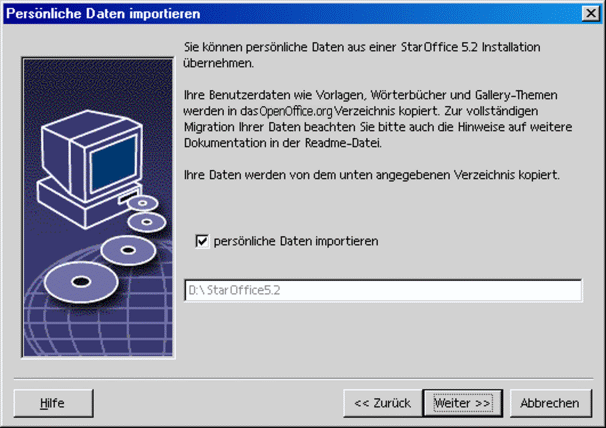 Persönliche Daten importieren
Sie können persönliche Daten aus einer StarOffice 5.2 Installation
übernehmen.
Ihre Benutzerdaten wie Vorlagen, Wörterbücher und Gallery-Themen
werden in das OpenOffice.org Verzeichnis kopiert. Zur vollständigen
Migration Ihrer Daten beachten Sie bitte auch die Hinweise auf weitere
Dokumentation in der Readme-Datei.
Ihre Daten werden von dem unten angegebenen Verzeichnis kopiert.
persönliche Daten importieren
D:\StarOffice5.2
Hilfe
<< Zurück
Weiter >>
Abbrechen